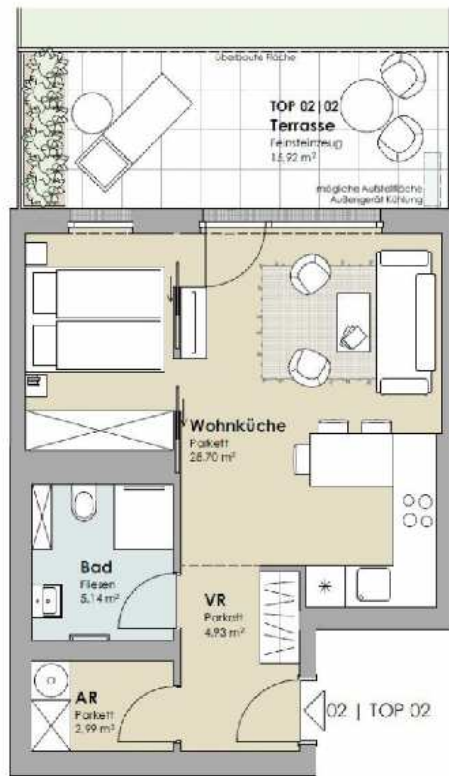 überbaute Fläche
TOP 02|02
Terrasse
Feinsteinzeug
15,92 m²
mögliche Aufstellfläche
Außengerät Kühlung
Wohnküche
Parkett
28,70 m²
Bad
Fliesen
5,14 m²
VR
Parkett
4,93 m²
AR
Parkett
2,99 m²
02 | TOP 02